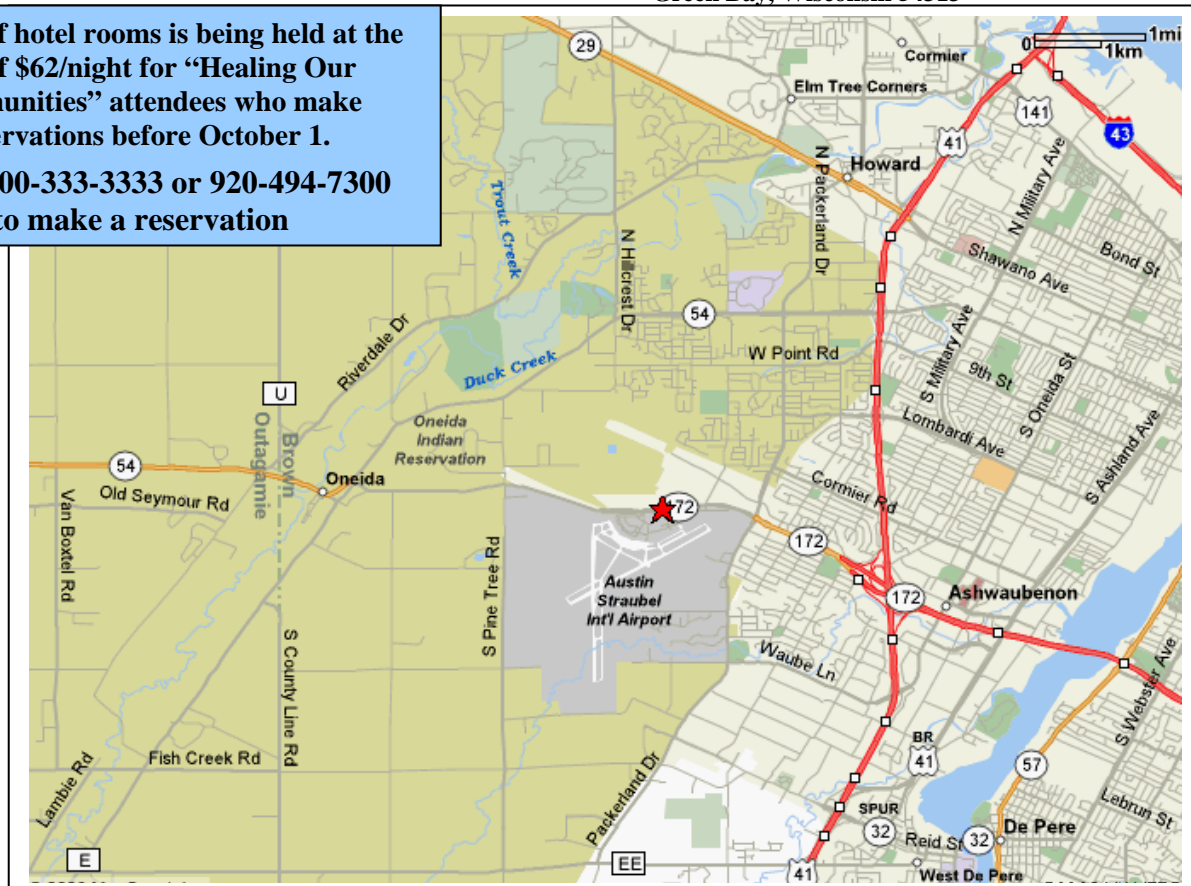 f hotel rooms is being held at the
f $62/night for “Healing Our
unities” attendees who make
ervations before October 1.
00-333-3333 or 920-494-7300
to make a reservation
0 1mi
1km
29
Cormier
Elm Tree Corners
141
41
43
Howard
N Packerland Dr
N Military Ave
Trout Creek
N Hillcrest Dr
Shawano Ave
Bond St
54
Riverdale Dr
W Point Rd
S Military Ave
9th St
S Oneida St
Duck Creek
U
Lombardi Ave
S Ashland Ave
Outagamie
Brown
Oneida
Indian
Reservation
54
Oneida
Old Seymour Rd
Cormier Rd
172
172
Van Boxtel Rd
S Pine Tree Rd
Austin
Straubel
Int'l Airport
172
Ashwaubenon
S County Line Rd
Waube Ln
S Webster Ave
Fish Creek Rd
BR
41
57
Lambie Rd
Packerland Dr
SPUR
32
Lebrun St
Reid St
32
De Pere
E
EE
41
West De Pere